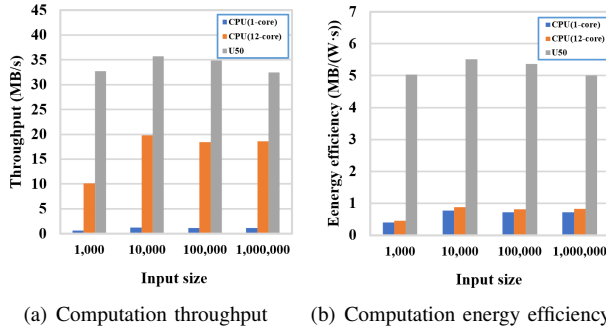 45
40
35
30
25
20
15
10
5
0
Throughput (MB/s)
CPU(1-core)
CPU(12-core)
U50
1,000
10,000
100,000
1,000,000
Input size
(a) Computation throughput
8
7
6
5
4
3
2
1
0
Eenergy efficiency (MB/(W·s))
CPU(1-core)
CPU(12-core)
U50
1,000
10,000
100,000
1,000,000
Input size
(b) Computation energy efficiency